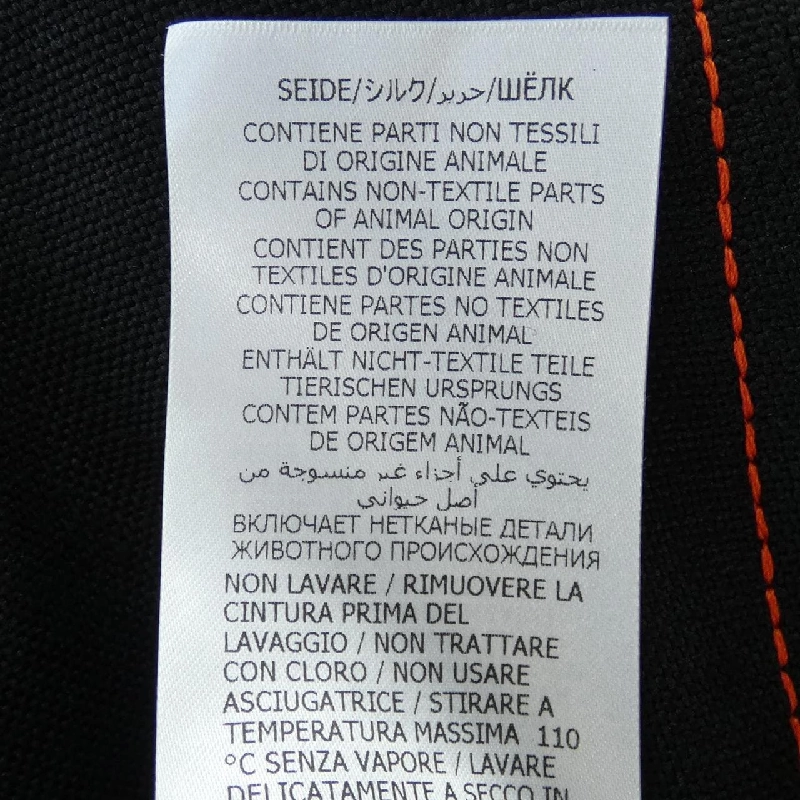 SEIDE/シルク/حرير/ШЁЛК
CONTIENE PARTI NON TESSILI
DI ORIGINE ANIMALE
CONTAINS NON-TEXTILE PARTS
OF ANIMAL ORIGIN
CONTIENT DES PARTIES NON
TEXTILES D'ORIGINE ANIMALE
CONTIENE PARTES NO TEXTILES
DE ORIGEN ANIMAL
ENTHÄLT NICHT-TEXTILE TEILE
TIERISCHEN URSPRUNGS
CONTEM PARTES NÃO-TEXTEIS
DE ORIGEM ANIMAL
يحتوي على أجزاء غير منسوجة من
أصل حيواني
ВКЛЮЧАЕТ НЕТКАНЫЕ ДЕТАЛИ
ЖИВОТНОГО ПРОИСХОЖДЕНИЯ
NON LAVARE / RIMUOVERE LA
CINTURA PRIMA DEL
LAVAGGIO / NON TRATTARE
CON CLORO / NON USARE
ASCIUGATRICE / STIRARE A
TEMPERATURA MASSIMA 110
°C SENZA VAPORE / LAVARE
DELICATAMENTE A SECCO IN